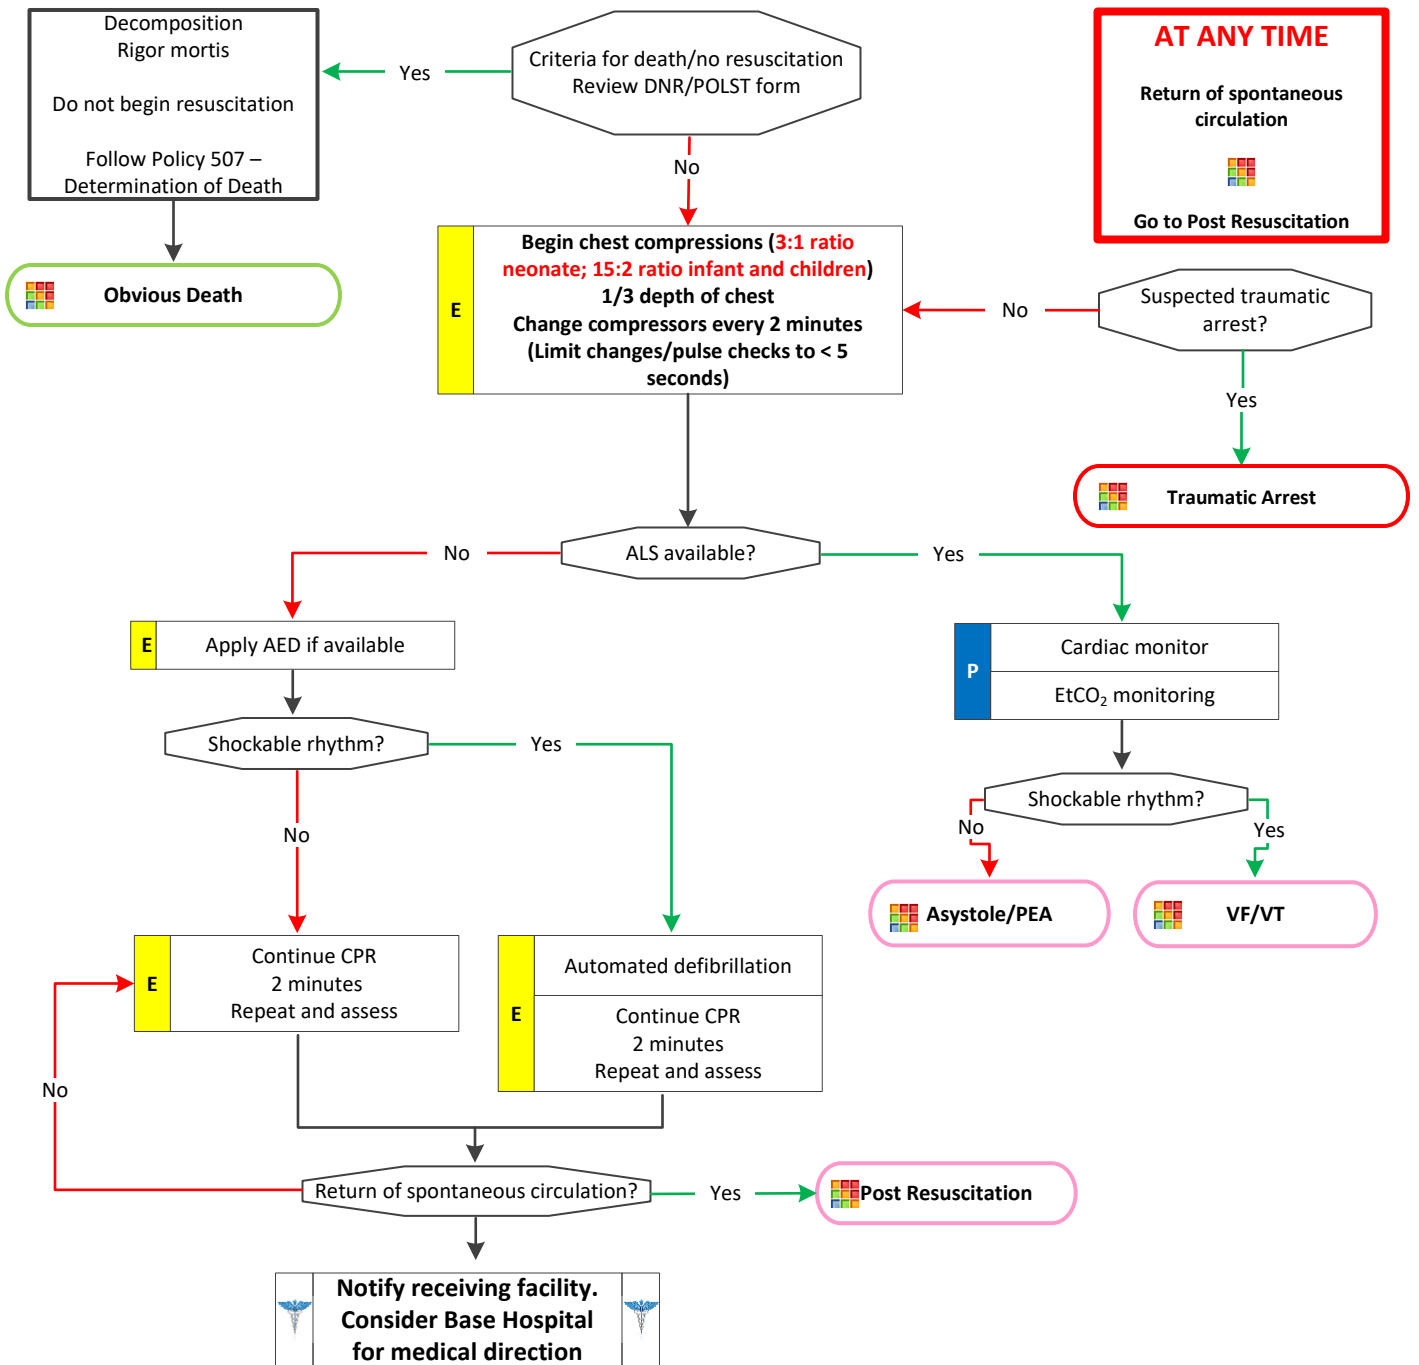 Decomposition
Rigor mortis
Do not begin resuscitation
Follow Policy 507 –
Determination of Death
Yes
Criteria for death/no resuscitation
Review DNR/POLST form
AT ANY TIME
Return of spontaneous
circulation
Go to Post Resuscitation
No
Obvious Death
E
Begin chest compressions (3:1 ratio
neonate; 15:2 ratio infant and children)
1/3 depth of chest
Change compressors every 2 minutes
(Limit changes/pulse checks to < 5
seconds)
No
Suspected traumatic
arrest?
Yes
Traumatic Arrest
No
ALS available?
Yes
E
Apply AED if available
P
Cardiac monitor
EtCO₂ monitoring
Shockable rhythm?
Yes
No
Shockable rhythm?
No
Yes
Asystole/PEA
VF/VT
E
Continue CPR
2 minutes
Repeat and assess
E
Automated defibrillation
Continue CPR
2 minutes
Repeat and assess
No
Return of spontaneous circulation?
Yes
Post Resuscitation
Notify receiving facility.
Consider Base Hospital
for medical direction